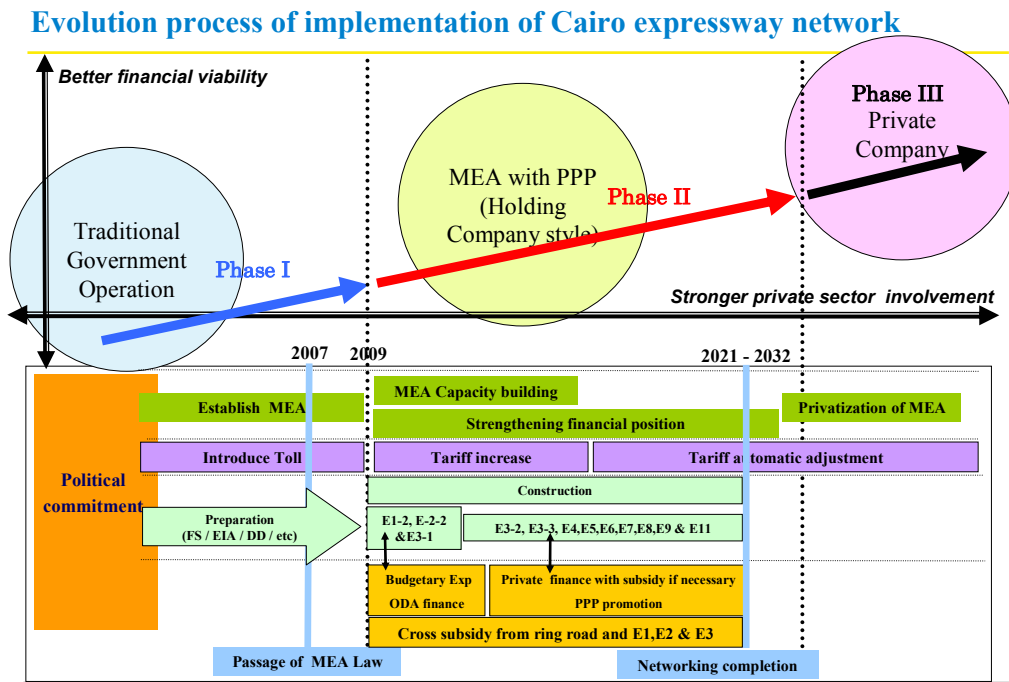 Evolution process of implementation of Cairo expressway network
Better financial viability
Phase III
Private
Company
MEA with PPP
(Holding
Company style)
Phase II
Traditional
Government
Operation
Phase I
Stronger private sector involvement
2007
2009
2021 - 2032
Political
commitment
MEA Capacity building
Establish MEA
Privatization of MEA
Strengthening financial position
Introduce Toll
Tariff increase
Tariff automatic adjustment
Construction
Preparation
(FS / EIA / DD / etc)
E1-2, E-2-2
&E3-1
E3-2, E3-3, E4,E5,E6,E7,E8,E9 & E11
Budgetary Exp
ODA finance
Private finance with subsidy if necessary
PPP promotion
Cross subsidy from ring road and E1,E2 & E3
Passage of MEA Law
Networking completion